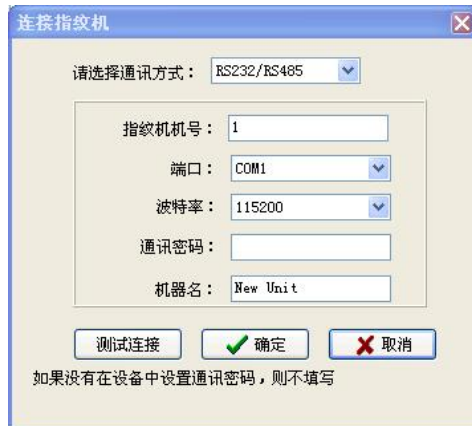 连接指纹机
请选择通讯方式： RS232/RS485
指纹机机号： 1
端口： COM1
波特率： 115200
通讯密码：
机器名： New Unit
测试连接 确定 取消
如果没有在设备中设置通讯密码，则不填写